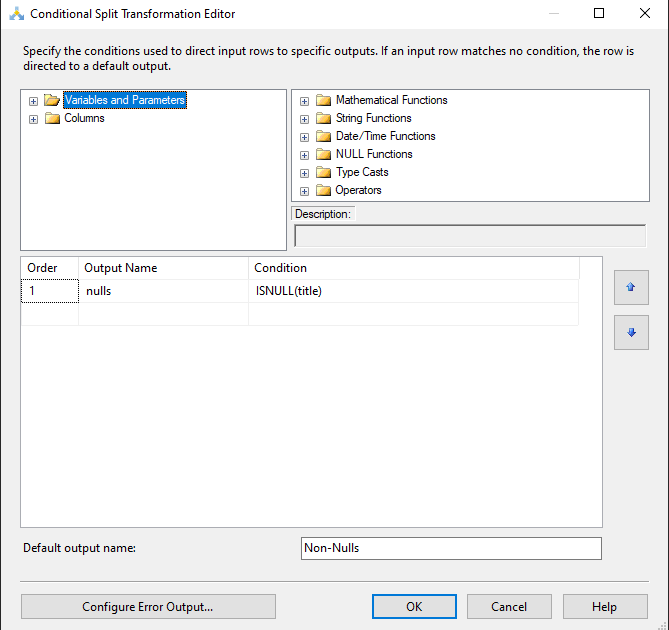 Conditional Split Transformation Editor
Specify the conditions used to direct input rows to specific outputs. If an input row matches no condition, the row is
directed to a default output.
Variables and Parameters
Columns
Mathematical Functions
String Functions
Date/Time Functions
NULL Functions
Type Casts
Operators
Description:
Order Output Name Condition
1 nulls ISNULL(title)
Default output name: Non-Nulls
Configure Error Output... OK Cancel Help